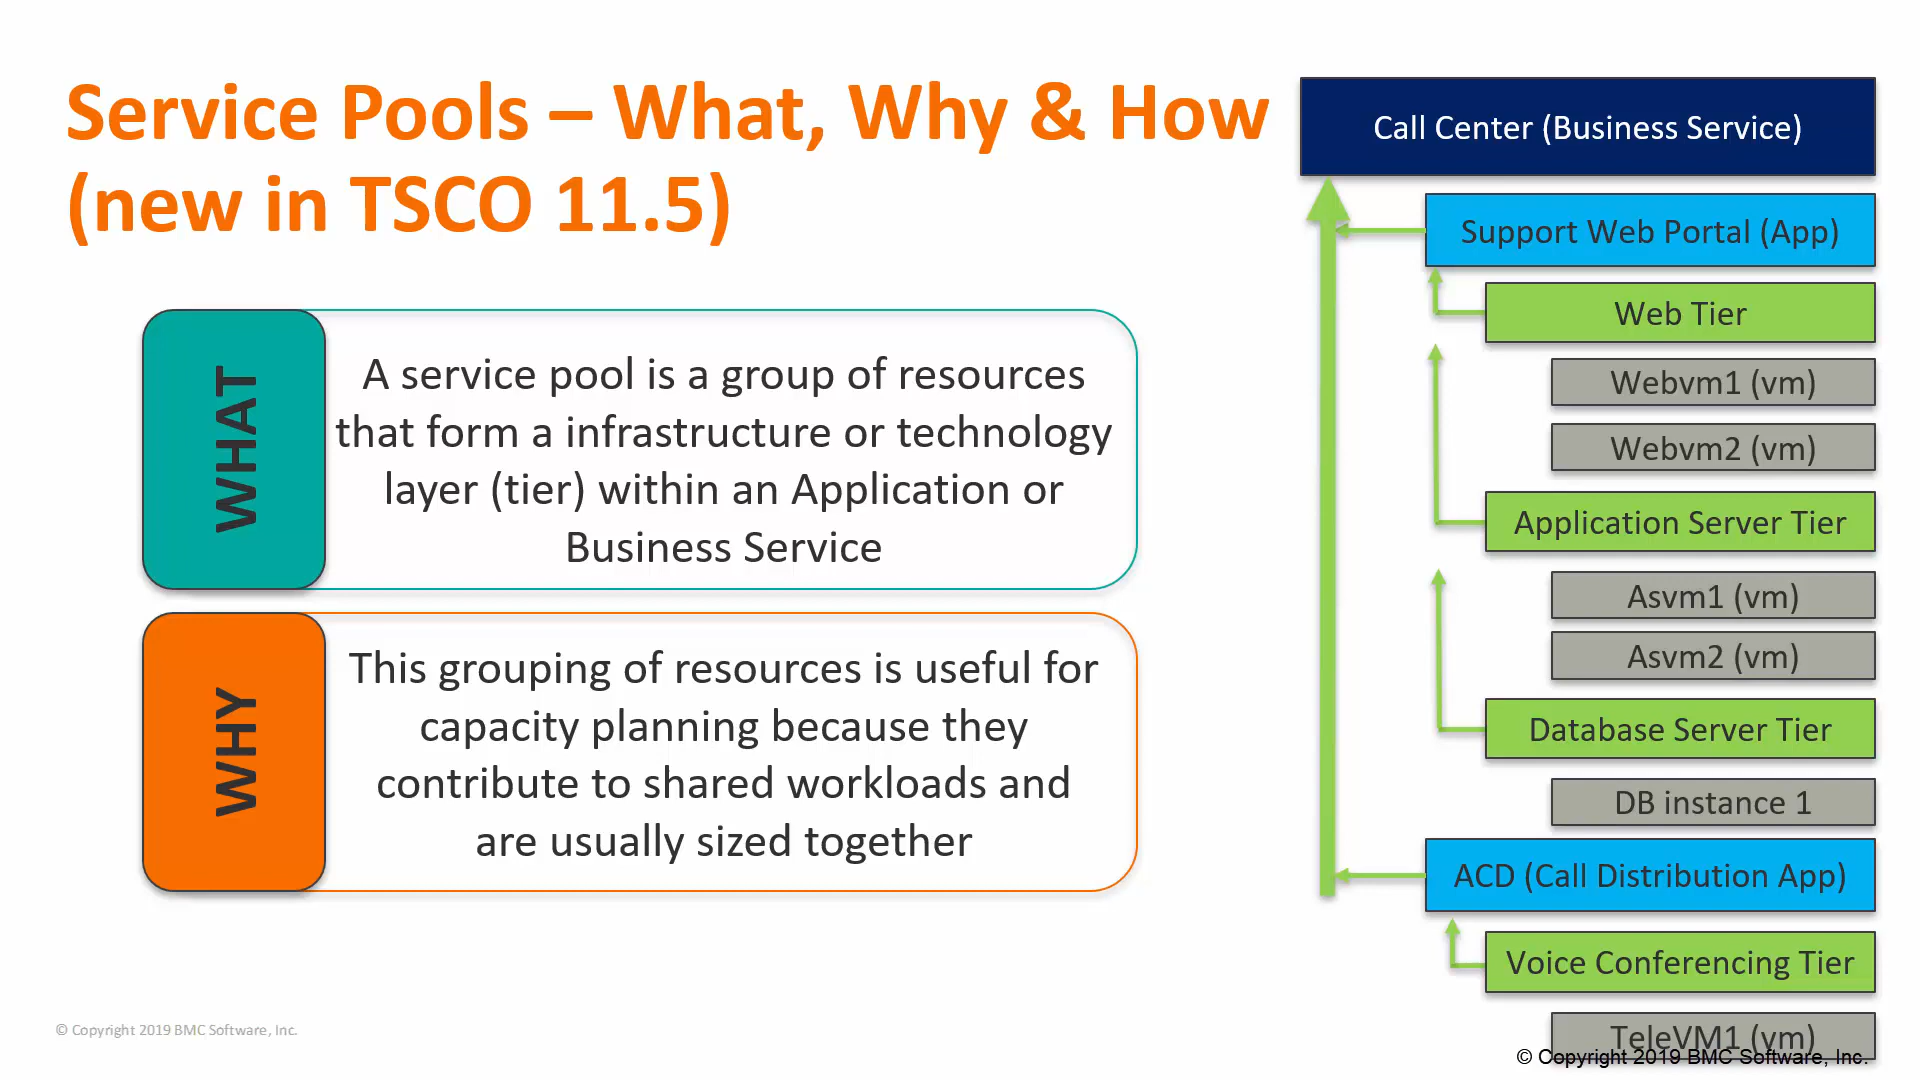 Service Pools – What, Why & How
(new in TSCO 11.5)
WHAT
A service pool is a group of resources
that form a infrastructure or technology
layer (tier) within an Application or
Business Service
WHY
This grouping of resources is useful for
capacity planning because they
contribute to shared workloads and
are usually sized together
Call Center (Business Service)
Support Web Portal (App)
Web Tier
Webvm1 (vm)
Webvm2 (vm)
Application Server Tier
Asvm1 (vm)
Asvm2 (vm)
Database Server Tier
DB instance 1
ACD (Call Distribution App)
Voice Conferencing Tier
TeleVM1 (vm)
© Copyright 2019 BMC Software, Inc.
© Copyright 2019 BMC Software, Inc.